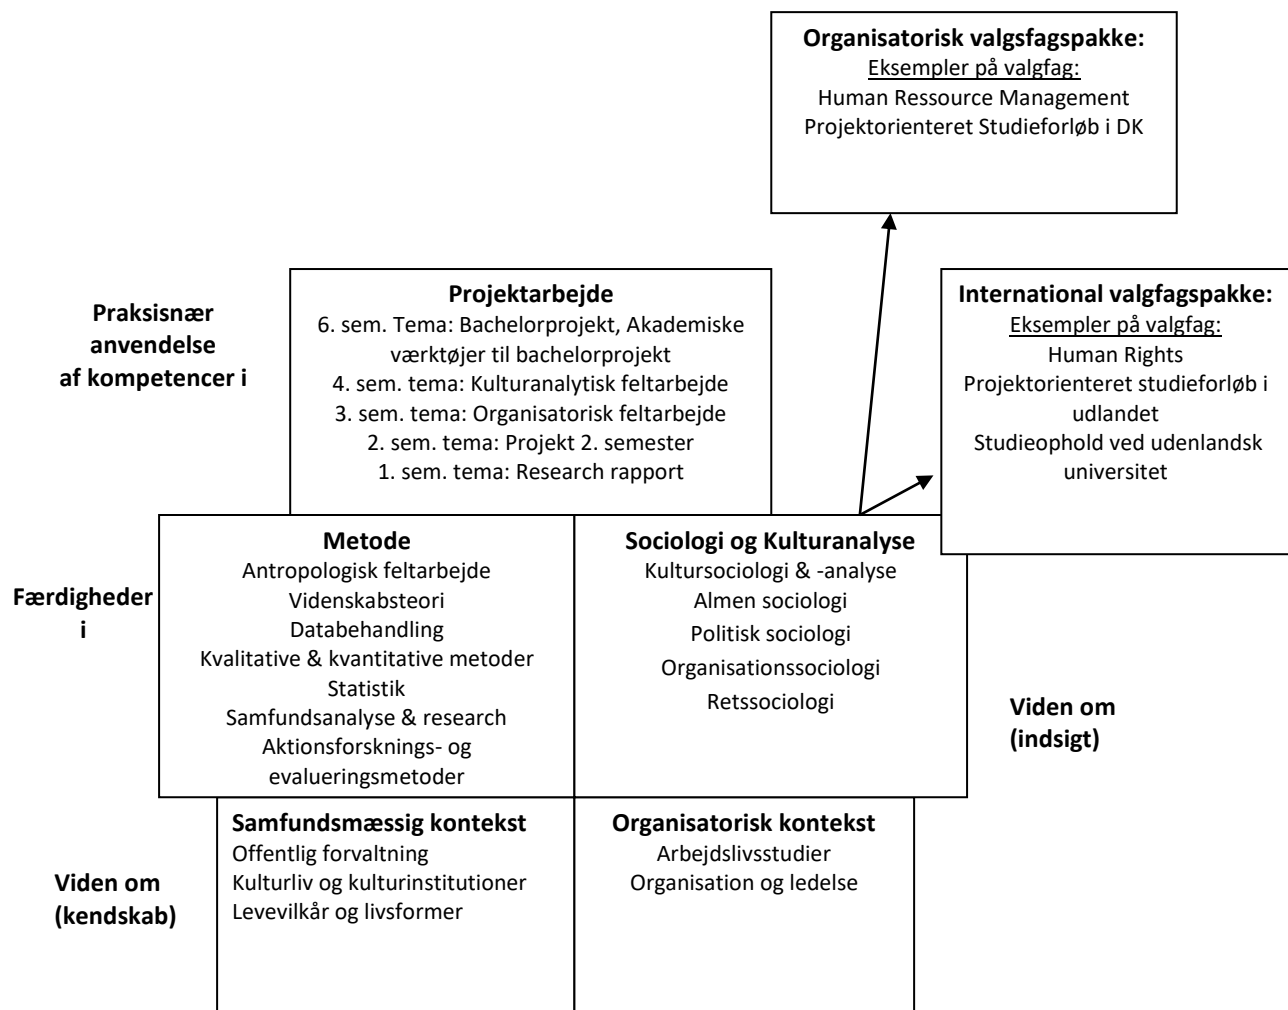 Organisatorisk valgsfagspakke:
Eksempler på valgfag:
Human Ressource Management
Projektorienteret Studieforløb i DK
Praksisnær
anvendelse
af kompetencer i
Projektarbejde
6. sem. Tema: Bachelorprojekt, Akademiske
værktøjer til bachelorprojekt
4. sem. tema: Kulturanalytisk feltarbejde
3. sem. tema: Organisatorisk feltarbejde
2. sem. tema: Projekt 2. semester
1. sem. tema: Research rapport
International valgfagspakke:
Eksempler på valgfag:
Human Rights
Projektorienteret studieforløb i
udlandet
Studieophold ved udenlandsk
universitet
Færdigheder
i
Metode
Antropologisk feltarbejde
Videnskabsteori
Databehandling
Kvalitative & kvantitative metoder
Statistik
Samfundsanalyse & research
Aktionsforsknings- og
evalueringsmetoder
Sociologi og Kulturanalyse
Kultursociologi & -analyse
Almen sociologi
Politisk sociologi
Organisationssociologi
Retssociologi
Viden om
(indsigt)
Viden om
(kendskab)
Samfundsmæssig kontekst
Offentlig forvaltning
Kulturliv og kulturinstitutioner
Levevilkår og livsformer
Organisatorisk kontekst
Arbejdslivsstudier
Organisation og ledelse